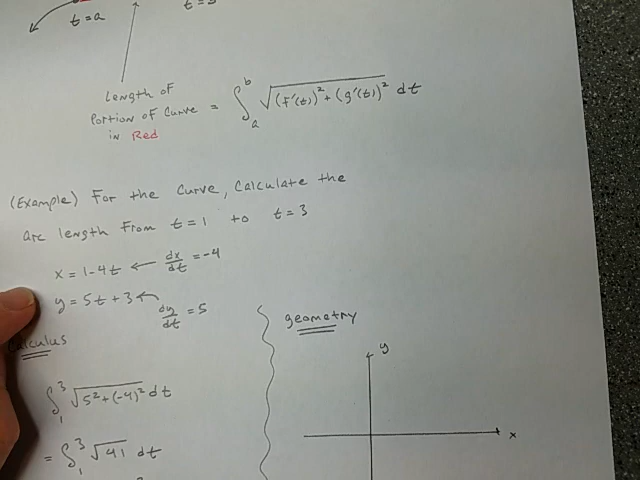 t = a
Length of
Portion of Curve = ∫_a^b √((f'(t))² + (g'(t))²) dt
in Red
(Example) For the Curve, Calculate the
arc length From t = 1 to t = 3
x = 1 - 4t ← dx/dt = -4
y = 5t + 3 ← dy/dt = 5
Calculus
geometry
y
∫_1^3 √(5² + (-4)²) dt
x
= ∫_1^3 √41 dt